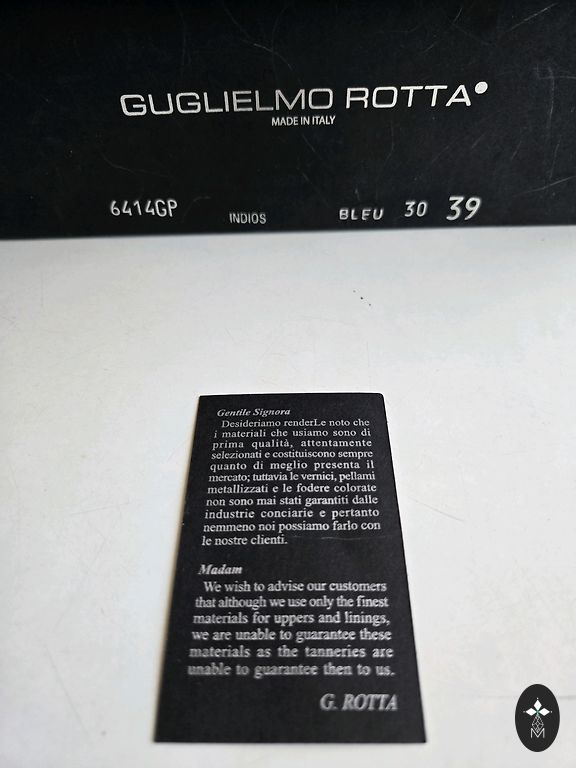 GUGLIELMO ROTTA
MADE IN ITALY
6414GP INDIOS BLEU 30 39
Gentile Signora
Desideriamo renderLe noto che
i materiali che usiamo sono di
prima qualità, attentamente
selezionati e costituiscono sempre
quanto di meglio presenta il
mercato; tuttavia le vernici, pellami
metallizzati e le fodere colorate
non sono mai stati garantiti dalle
industrie conciarie e pertanto
nemmeno noi possiamo farlo con
le nostre clienti.
Madam
We wish to advise our customers
that although we use only the finest
materials for uppers and linings,
we are unable to guarantee these
materials as the tanneries are
unable to guarantee then to us.
G. ROTTA
M